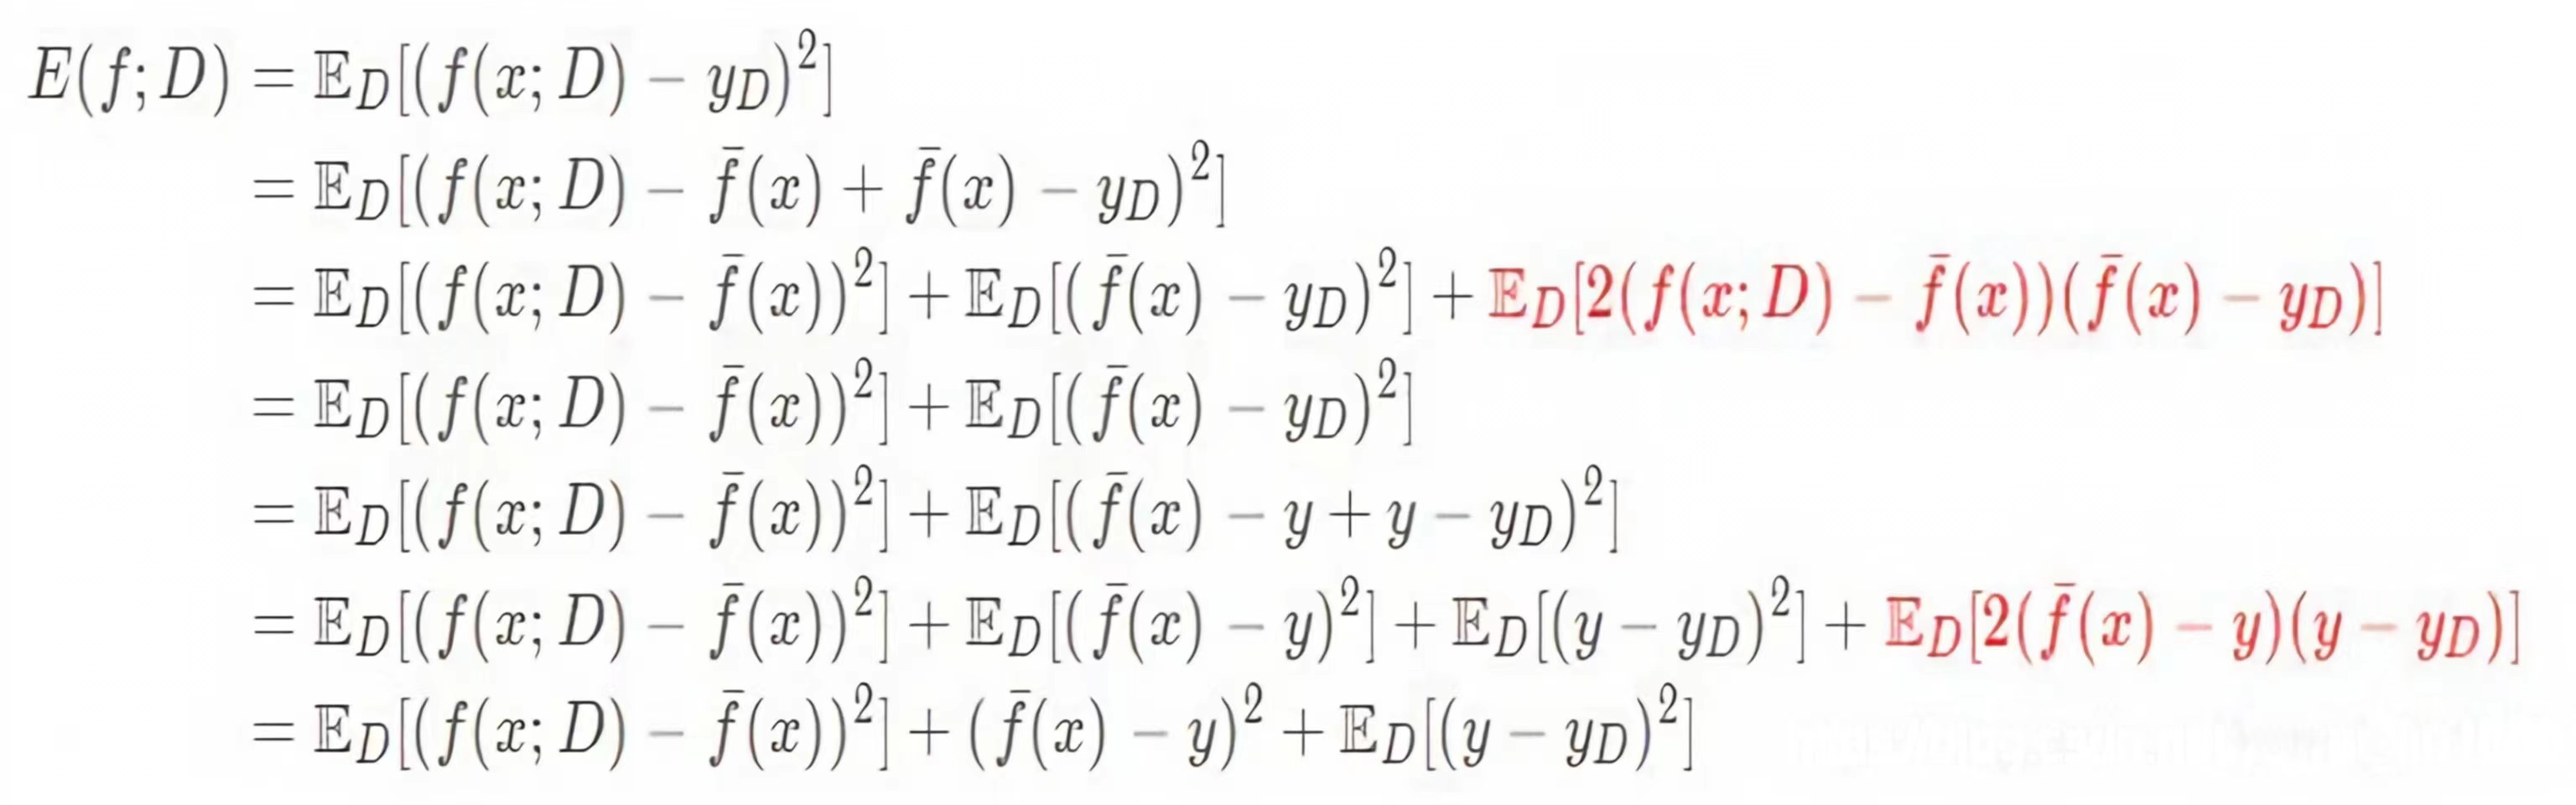 E(f; D) = 𝔼_D[(f(x; D) − y_D)²]
= 𝔼_D[(f(x; D) − f̄(x) + f̄(x) − y_D)²]
= 𝔼_D[(f(x; D) − f̄(x))²] + 𝔼_D[(f̄(x) − y_D)²] + 𝔼_D[2(f(x; D) − f̄(x))(f̄(x) − y_D)]
= 𝔼_D[(f(x; D) − f̄(x))²] + 𝔼_D[(f̄(x) − y_D)²]
= 𝔼_D[(f(x; D) − f̄(x))²] + 𝔼_D[(f̄(x) − y + y − y_D)²]
= 𝔼_D[(f(x; D) − f̄(x))²] + 𝔼_D[(f̄(x) − y)²] + 𝔼_D[(y − y_D)²] + 𝔼_D[2(f̄(x) − y)(y − y_D)]
= 𝔼_D[(f(x; D) − f̄(x))²] + (f̄(x) − y)² + 𝔼_D[(y − y_D)²]